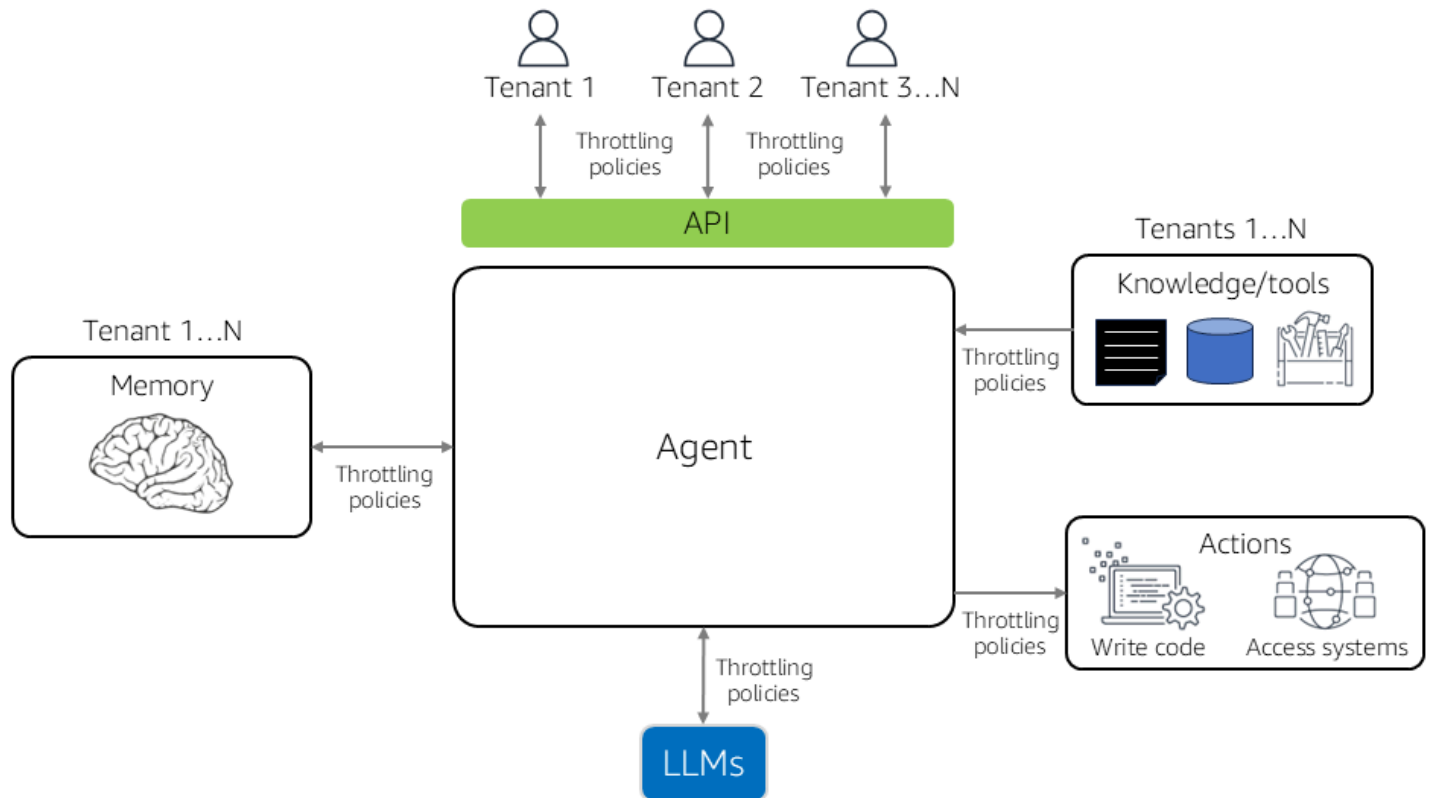 Tenant 1
Tenant 2
Tenant 3...N
Throttling
policies
Throttling
policies
API
Tenants 1...N
Knowledge/tools
Throttling
policies
Tenant 1...N
Memory
Throttling
policies
Agent
Actions
Write code
Access systems
Throttling
policies
Throttling
policies
LLMs